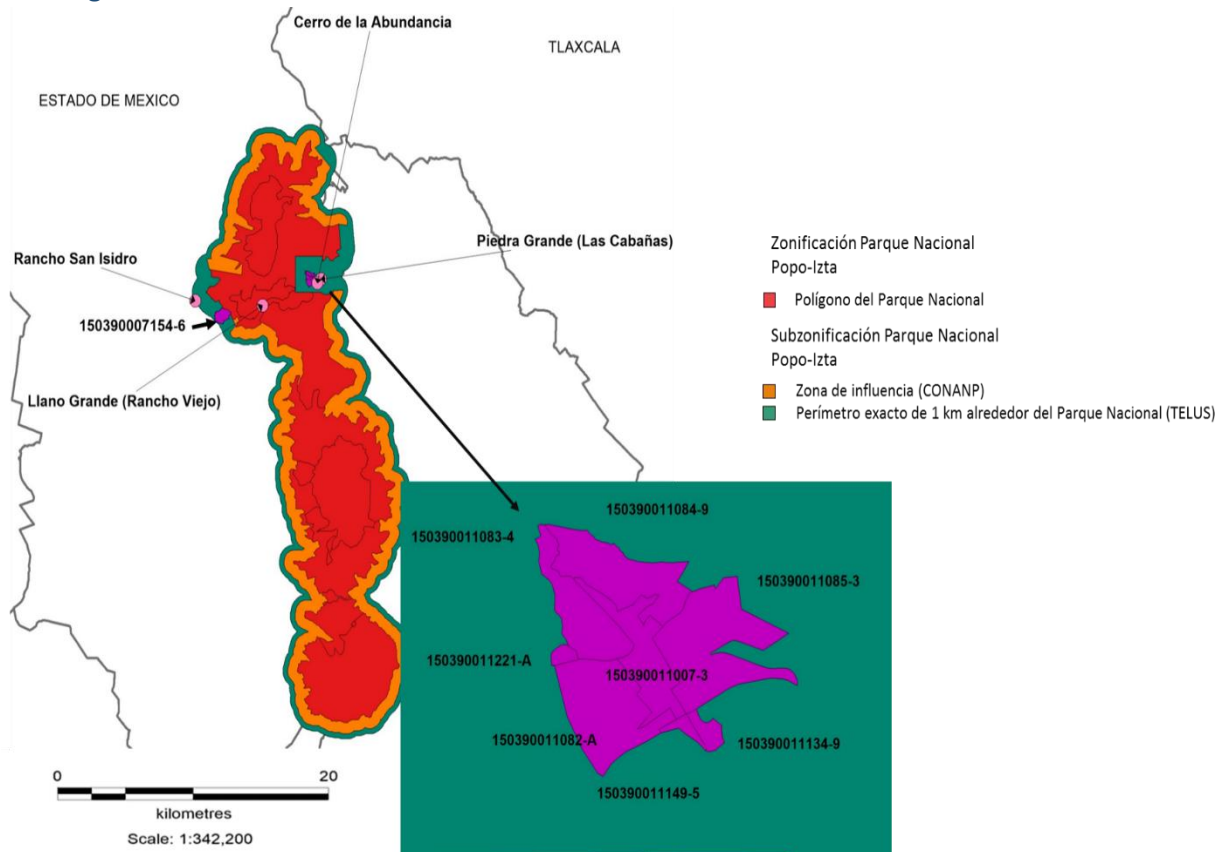 Cerro de la Abundancia
TLAXCALA
ESTADO DE MEXICO
Piedra Grande (Las Cabañas)
Rancho San Isidro
150390007154-6
Llano Grande (Rancho Viejo)
Zonificación Parque Nacional
Popo-Izta
Polígono del Parque Nacional
Subzonificación Parque Nacional
Popo-Izta
Zona de influencia (CONANP)
Perímetro exacto de 1 km alrededor del Parque Nacional (TELUS)
150390011084-9
150390011083-4
150390011085-3
150390011221-A
150390011007-3
150390011082-A
150390011134-9
150390011149-5
0 20
kilometres
Scale: 1:342,200